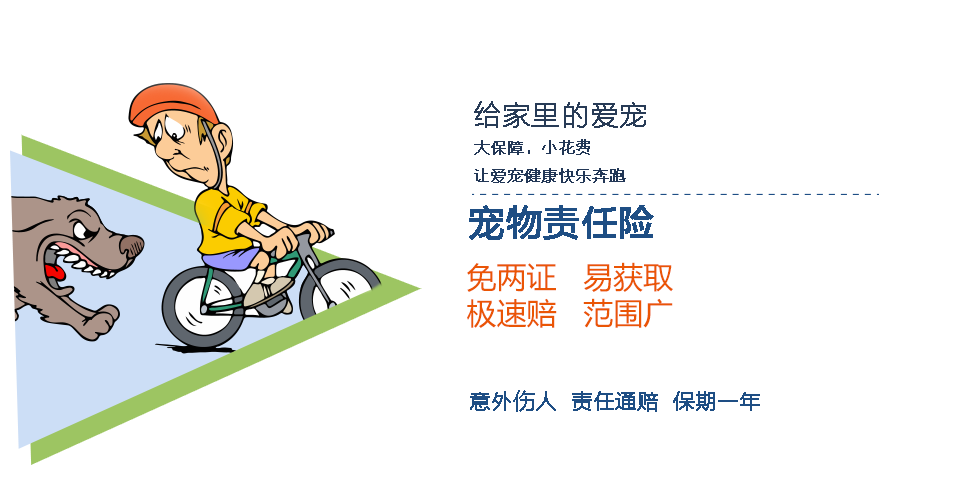 给家里的爱宠
大保障，小花费
让爱宠健康快乐奔跑
宠物责任险
免两证 易获取
极速赔 范围广
意外伤人 责任通赔 保期一年